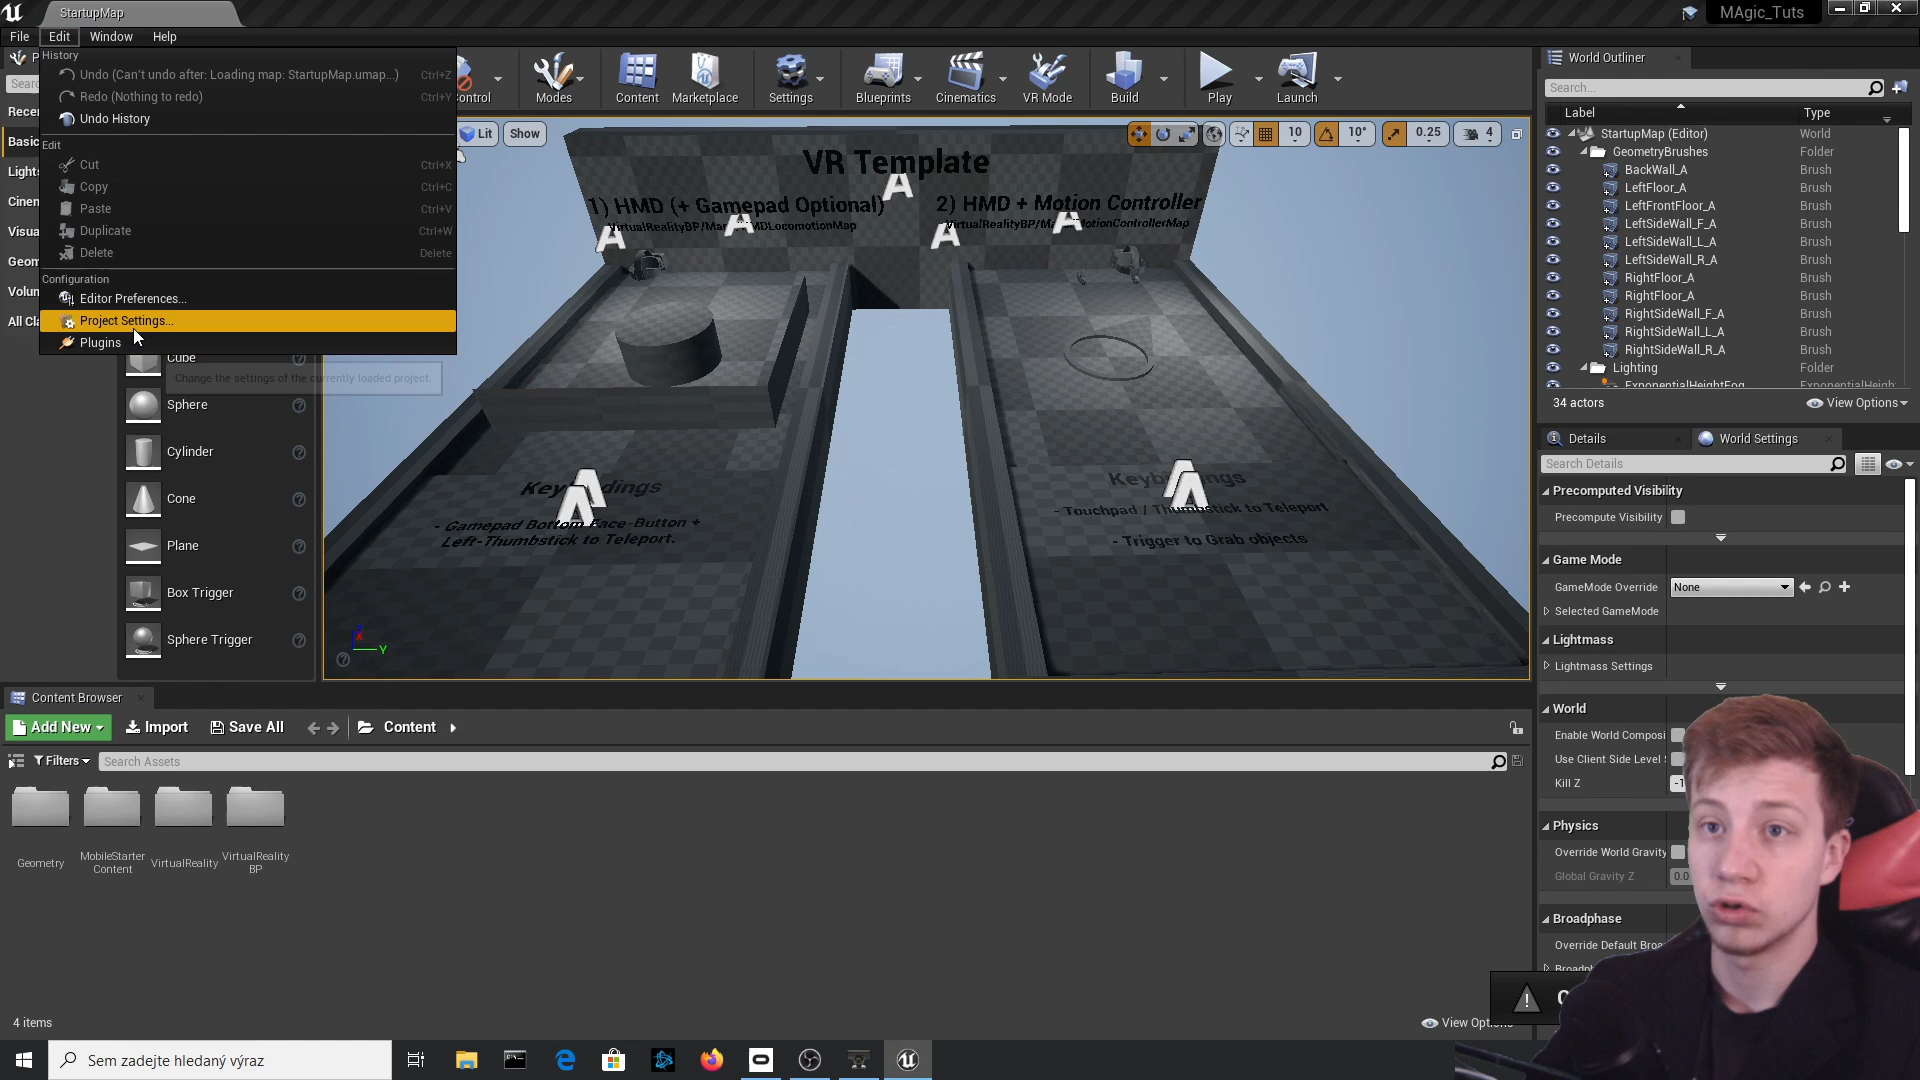 StartupMap
MAgic_Tuts
File
Edit
Window
Help
History
Undo (Can't undo after: Loading map: StartupMap.umap...)
Ctrl+Z
Redo (Nothing to redo)
Ctrl+Y
Undo History
Edit
Cut
Ctrl+X
Copy
Ctrl+C
Paste
Ctrl+V
Duplicate
Ctrl+W
Delete
Delete
Configuration
Editor Preferences...
Project Settings...
Plugins
Change the settings of the currently loaded project.
Modes
Content
Marketplace
Settings
Blueprints
Cinematics
VR Mode
Build
Play
Launch
Lit
Show
10
10°
0.25
4
VR Template
1) HMD (+ Gamepad Optional)
2) HMD + Motion Controller
Keybindings
- Gamepad Bottom Face-Button +
Left-Thumbstick to Teleport.
Keybindings
- Touchpad / Thumbstick to Teleport
- Trigger to Grab objects
Cube
Sphere
Cylinder
Cone
Plane
Box Trigger
Sphere Trigger
World Outliner
Search...
Label
Type
StartupMap (Editor)
World
GeometryBrushes
Folder
BackWall_A
Brush
LeftFloor_A
Brush
LeftFrontFloor_A
Brush
LeftSideWall_F_A
Brush
LeftSideWall_L_A
Brush
LeftSideWall_R_A
Brush
RightFloor_A
Brush
RightFloor_A
Brush
RightSideWall_F_A
Brush
RightSideWall_L_A
Brush
RightSideWall_R_A
Brush
Lighting
Folder
ExponentialHeightFog
34 actors
View Options
Details
World Settings
Search Details
Precomputed Visibility
Precompute Visibility
Game Mode
GameMode Override
None
Selected GameMode
Lightmass
Lightmass Settings
World
Enable World Composi
Use Client Side Level
Kill Z
Physics
Override World Gravity
Global Gravity Z
0.0
Broadphase
Override Default Broa
Content Browser
Add New
Import
Save All
Content
Filters
Search Assets
Geometry
MobileStarter
Content
VirtualReality
VirtualReality
BP
4 items
View Options
Sem zadejte hledaný výraz